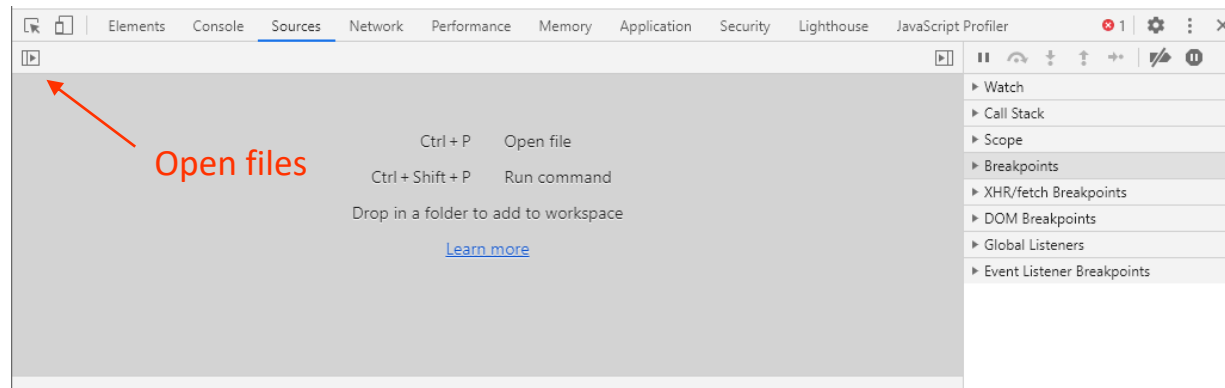 Elements Console Sources Network Performance Memory Application Security Lighthouse JavaScript Profiler 1
Open files
Ctrl + P Open file
Ctrl + Shift + P Run command
Drop in a folder to add to workspace
Learn more
Watch
Call Stack
Scope
Breakpoints
XHR/fetch Breakpoints
DOM Breakpoints
Global Listeners
Event Listener Breakpoints